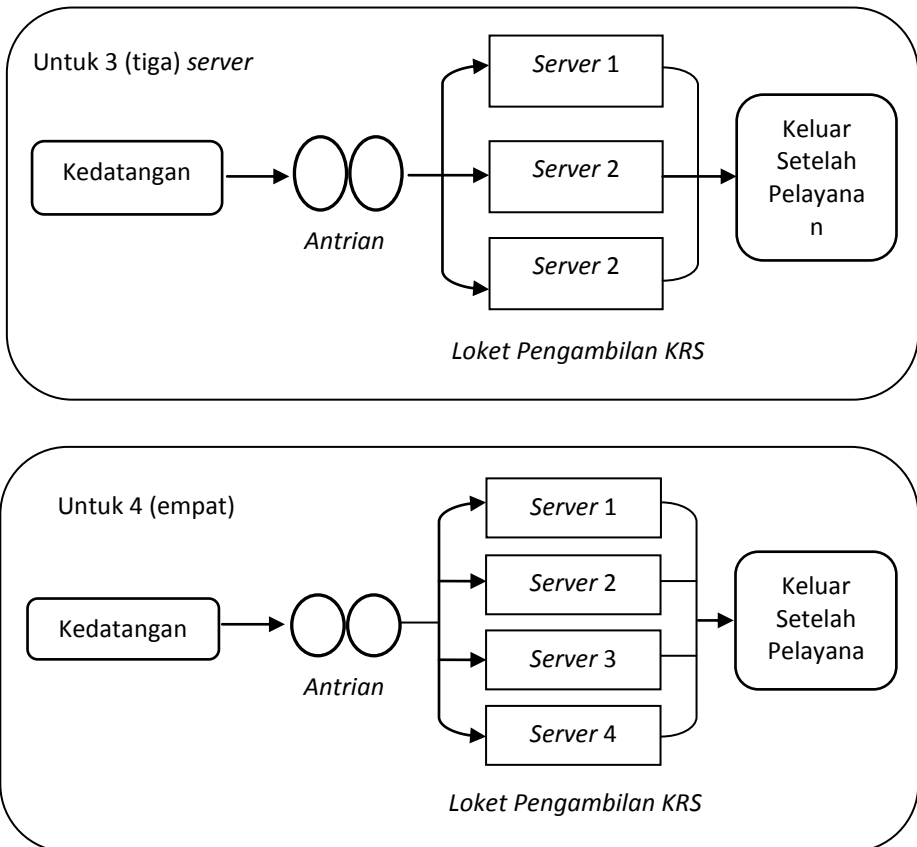 Untuk 3 (tiga) server
Kedatangan
Antrian
Server 1
Server 2
Server 2
Loket Pengambilan KRS
Keluar
Setelah
Pelayana
n
Untuk 4 (empat)
Kedatangan
Antrian
Server 1
Server 2
Server 3
Server 4
Loket Pengambilan KRS
Keluar
Setelah
Pelayana